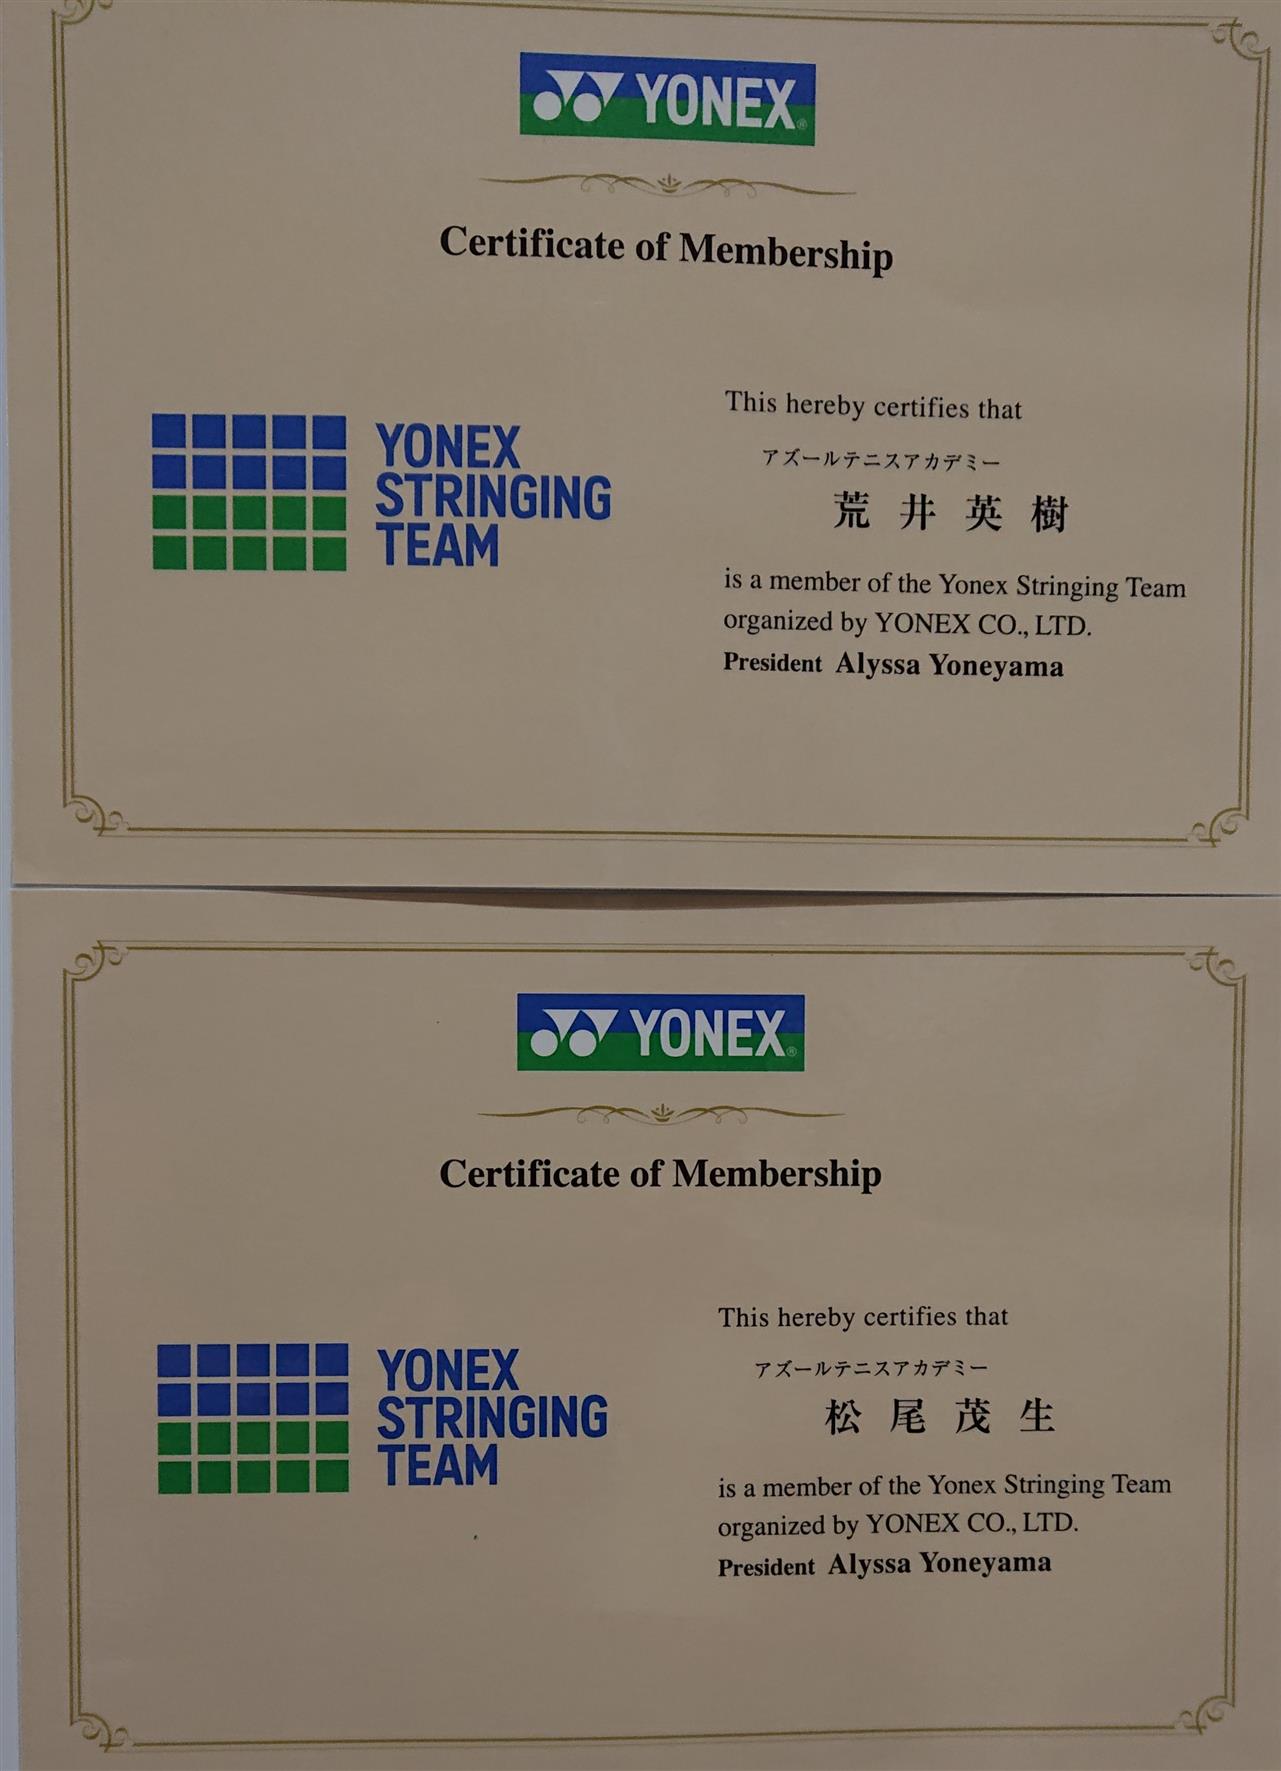 YONEX®
Certificate of Membership
YONEX
STRINGING
TEAM
This hereby certifies that
アズールテニスアカデミー
荒井英樹
is a member of the Yonex Stringing Team
organized by YONEX CO., LTD.
President Alyssa Yoneyama
YONEX®
Certificate of Membership
YONEX
STRINGING
TEAM
This hereby certifies that
アズールテニスアカデミー
松尾茂生
is a member of the Yonex Stringing Team
organized by YONEX CO., LTD.
President Alyssa Yoneyama